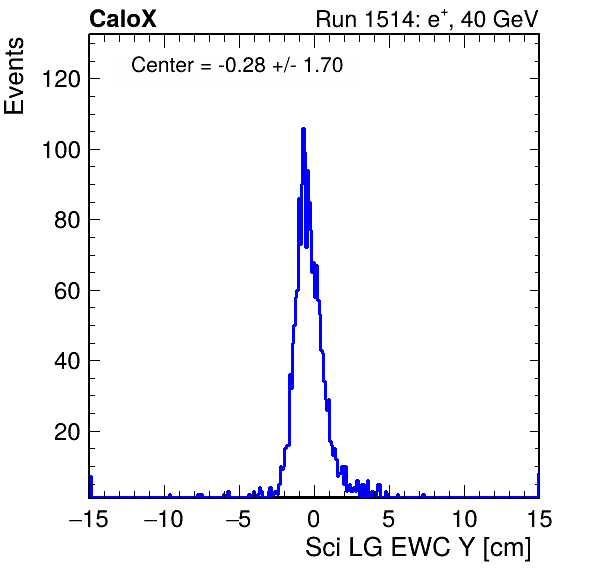 CaloX Run 1514: e⁺, 40 GeV
Center = -0.28 +/- 1.70
Events
120
100
80
60
40
20
−15 −10 −5 0 5 10 15
Sci LG EWC Y [cm]